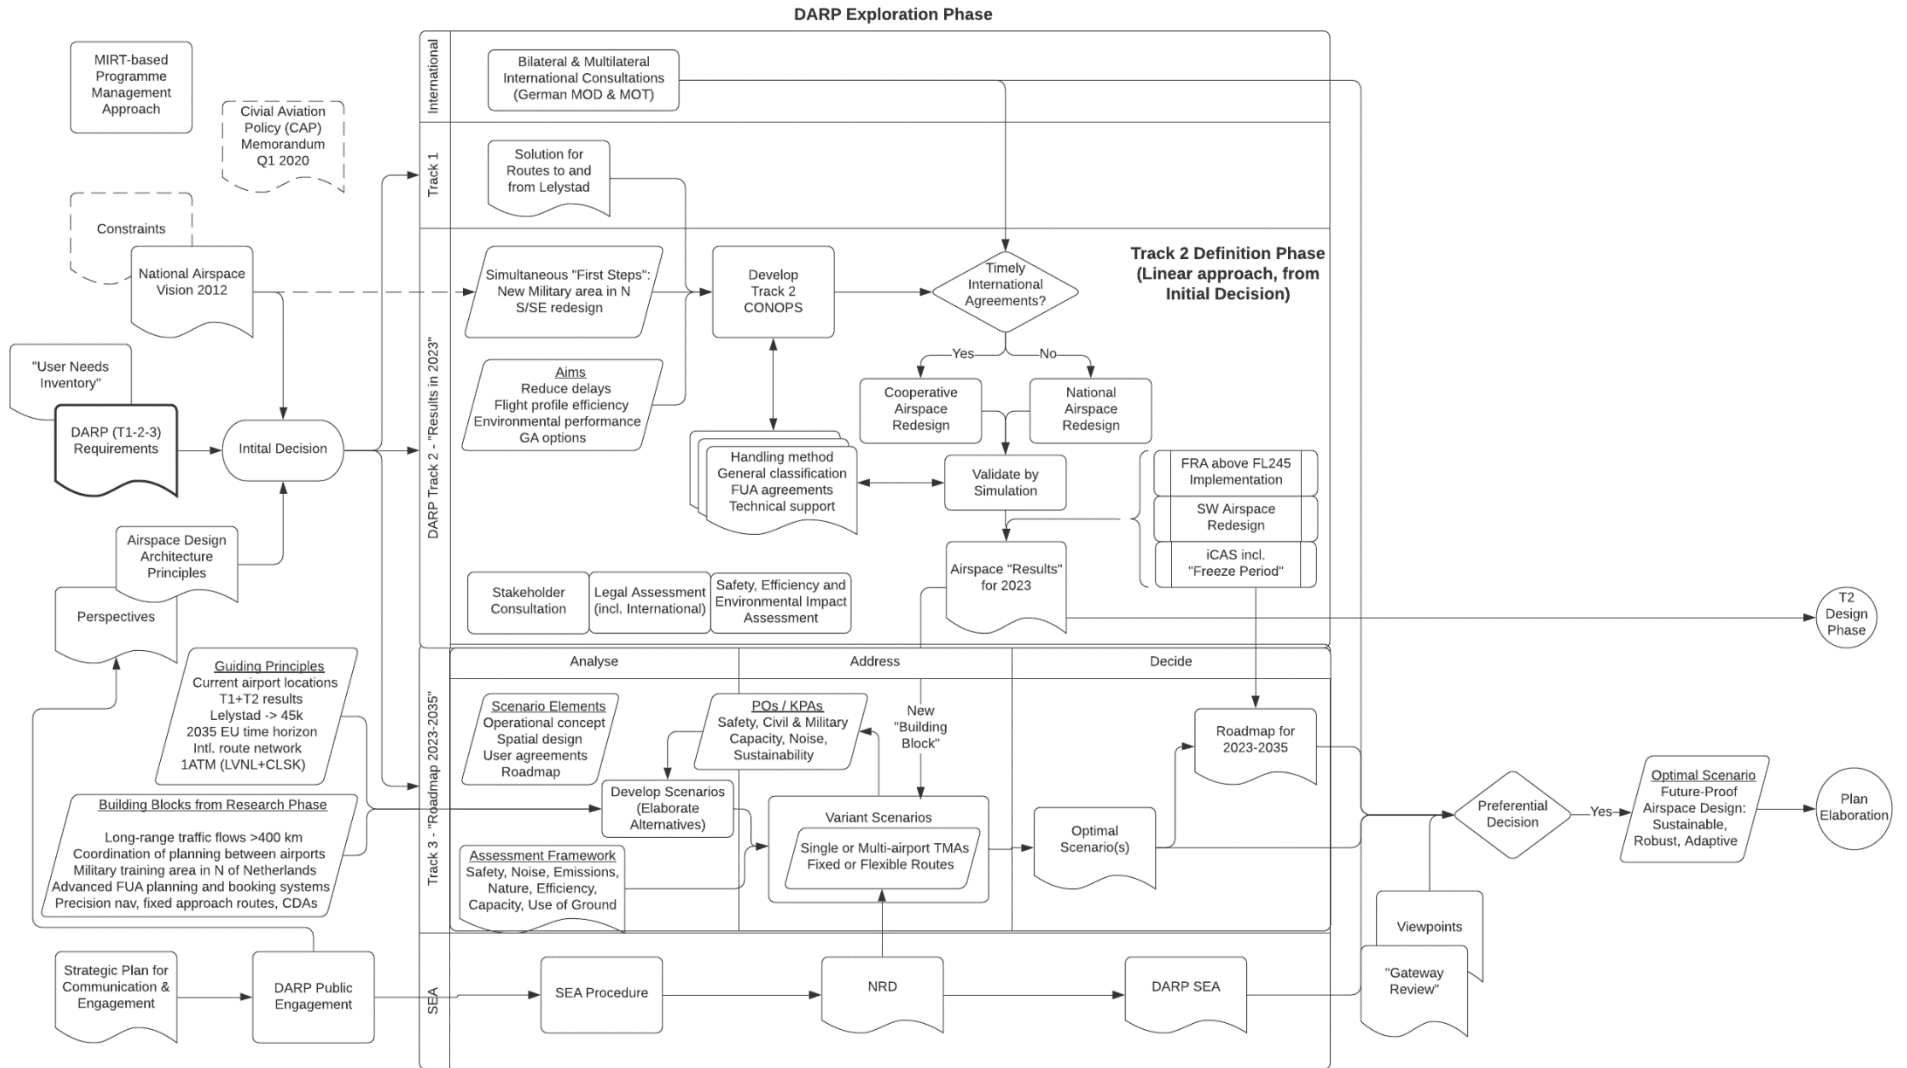 DARP Exploration Phase
MIRT-based
Programme
Management
Approach
Civial Aviation
Policy (CAP)
Memorandum
Q1 2020
Constraints
National Airspace
Vision 2012
"User Needs
Inventory"
DARP (T1-2-3)
Requirements
Intital Decision
Airspace Design
Architecture
Principles
Perspectives
Guiding Principles
Current airport locations
T1+T2 results
Lelystad -> 45k
2035 EU time horizon
Intl. route network
1ATM (LVNL+CLSK)
Building Blocks from Research Phase
Long-range traffic flows >400 km
Coordination of planning between airports
Military training area in N of Netherlands
Advanced FUA planning and booking systems
Precision nav, fixed approach routes, CDAs
Strategic Plan for
Communication &
Engagement
DARP Public
Engagement
International
Bilateral & Multilateral
International Consultations
(German MOD & MOT)
Track 1
Solution for
Routes to and
from Lelystad
DARP Track 2 - "Results in 2023"
Simultaneous "First Steps":
New Military area in N
S/SE redesign
Develop
Track 2
CONOPS
Timely
International
Agreements?
Track 2 Definition Phase
(Linear approach, from
Initial Decision)
Aims
Reduce delays
Flight profile efficiency
Environmental performance
GA options
Yes
No
Cooperative
Airspace
Redesign
National
Airspace
Redesign
Handling method
General classification
FUA agreements
Technical support
Validate by
Simulation
FRA above FL245
Implementation
SW Airspace
Redesign
iCAS incl.
"Freeze Period"
Airspace "Results"
for 2023
Stakeholder
Consultation
Legal Assessment
(incl. International)
Safety, Efficiency and
Environmental Impact
Assessment
T2
Design
Phase
Track 3 - "Roadmap 2023-2035"
Analyse
Address
Decide
Scenario Elements
Operational concept
Spatial design
User agreements
Roadmap
POs / KPAs
Safety, Civil & Military
Capacity, Noise,
Sustainability
New
"Building
Block"
Roadmap for
2023-2035
Develop Scenarios
(Elaborate
Alternatives)
Variant Scenarios
Single or Multi-airport TMAs
Fixed or Flexible Routes
Optimal
Scenario(s)
Assessment Framework
Safety, Noise, Emissions,
Nature, Efficiency,
Capacity, Use of Ground
Preferential
Decision
Yes
Optimal Scenario
Future-Proof
Airspace Design:
Sustainable,
Robust, Adaptive
Plan
Elaboration
Viewpoints
"Gateway
Review"
SEA
SEA Procedure
NRD
DARP SEA